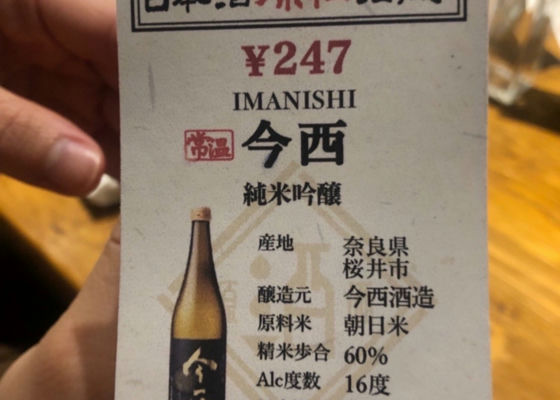 ¥247
IMANISHI
常温 今西
純米吟醸
産地 奈良県
桜井市
醸造元 今西酒造
原料米 朝日米
精米歩合 60%
Alc度数 16度
今西